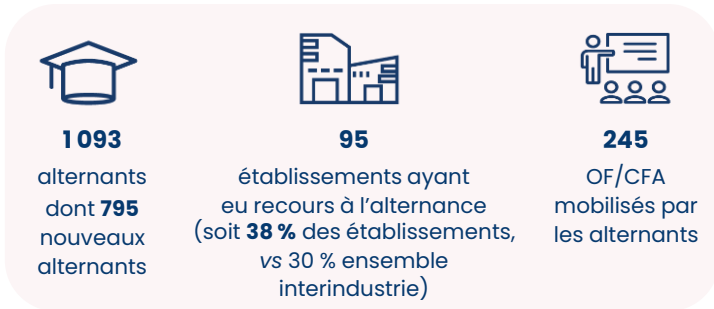 1 093
alternants
dont 795
nouveaux
alternants
95
établissements ayant
eu recours à l’alternance
(soit 38 % des établissements,
vs 30 % ensemble
interindustrie)
245
OF/CFA
mobilisés par
les alternants